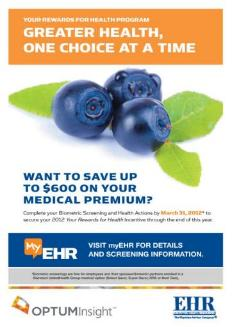 YOUR REWARDS FOR HEALTH PROGRAM
GREATER HEALTH,
ONE CHOICE AT A TIME
WANT TO SAVE UP
TO $600 ON YOUR
MEDICAL PREMIUM?
Complete your Biometric Screening and Health Actions by March 31, 2012* to
secure your 2012 Your Rewards for Health Incentive through the end of this year.
My
EHR
VISIT myEHR FOR DETAILS
AND SCREENING INFORMATION.
*Biometric screenings are free for employees and their spouses/domestic partners enrolled in a
OPTUMInsight™
EHR